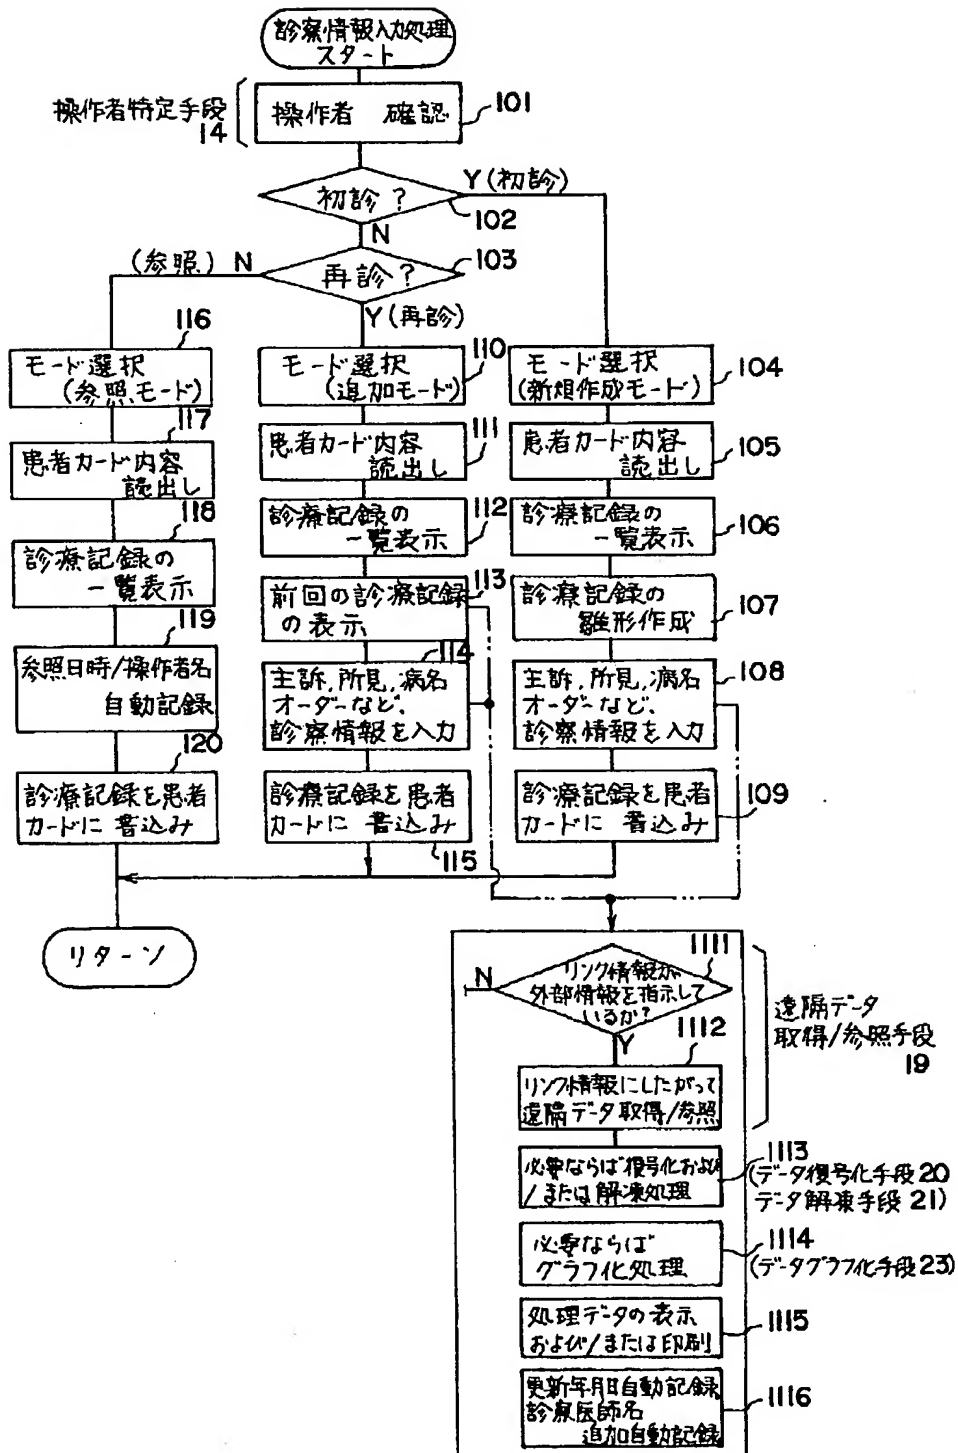 診察情報入力処理
スタート
操作者特定手段
14
操作者 確認
101
初診?
Y(初診)
102
N
(参照) N
再診?
103
Y(再診)
116
モード選択
(参照モード)
117
患者カード内容
読出し
118
診療記録の
一覧表示
119
参照日時/操作者名
自動記録
120
診療記録を患者
カードに書込み
モード選択
(追加モード)
110
患者カード内容
読出し
111
診療記録の
一覧表示
112
前回の診療記録
の表示
113
114
主訴,所見,病名
オーダーなど、
診察情報を入力
診療記録を患者
カードに書込み
115
モード選択
(新規作成モード)
104
患者カード内容
読出し
105
診療記録の
一覧表示
106
診療記録の
雛形作成
107
主訴,所見,病名
オーダーなど、
診察情報を入力
108
診療記録を患者
カードに書込み
109
リターン
1111
N
リンク情報が
外部情報を指示して
いるか?
Y
1112
リンク情報にしたがって
遠隔データ取得/参照
遠隔データ
取得/参照手段
19
必要ならば復号化および
/または解凍処理
1113
(データ復号化手段20
データ解凍手段21)
必要ならば
グラフ化処理
1114
(データグラフ化手段23)
処理データの表示
および/または印刷
1115
更新年月日自動記録
診察医師名
追加自動記録
1116